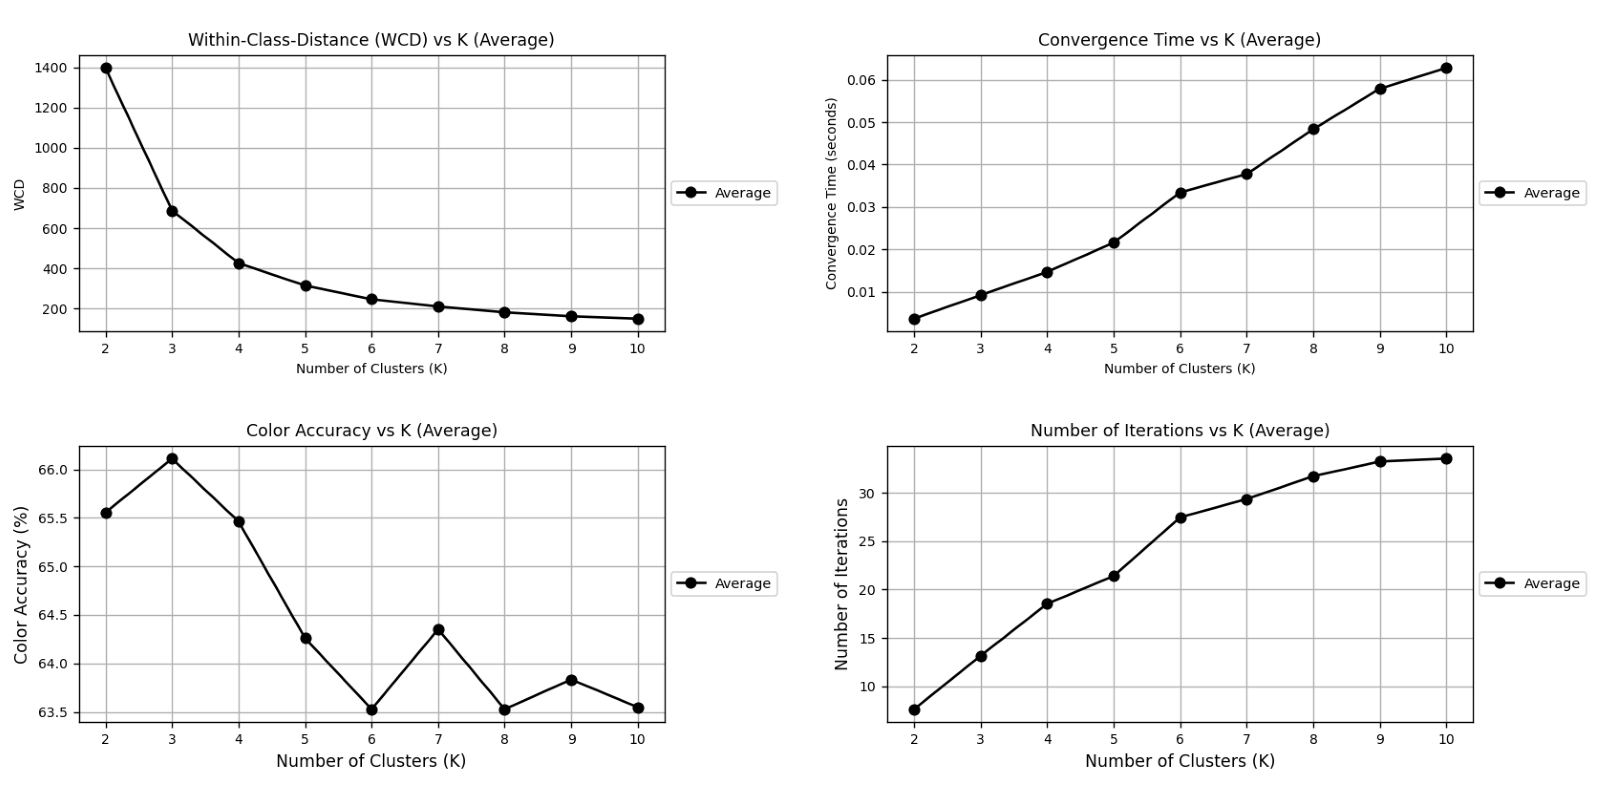 Within-Class-Distance (WCD) vs K (Average)
WCD
1400
1200
1000
800
600
400
200
2 3 4 5 6 7 8 9 10
Number of Clusters (K)
Average
Convergence Time vs K (Average)
Convergence Time (seconds)
0.06
0.05
0.04
0.03
0.02
0.01
2 3 4 5 6 7 8 9 10
Number of Clusters (K)
Average
Color Accuracy vs K (Average)
Color Accuracy (%)
66.0
65.5
65.0
64.5
64.0
63.5
2 3 4 5 6 7 8 9 10
Number of Clusters (K)
Average
Number of Iterations vs K (Average)
Number of Iterations
30
25
20
15
10
2 3 4 5 6 7 8 9 10
Number of Clusters (K)
Average